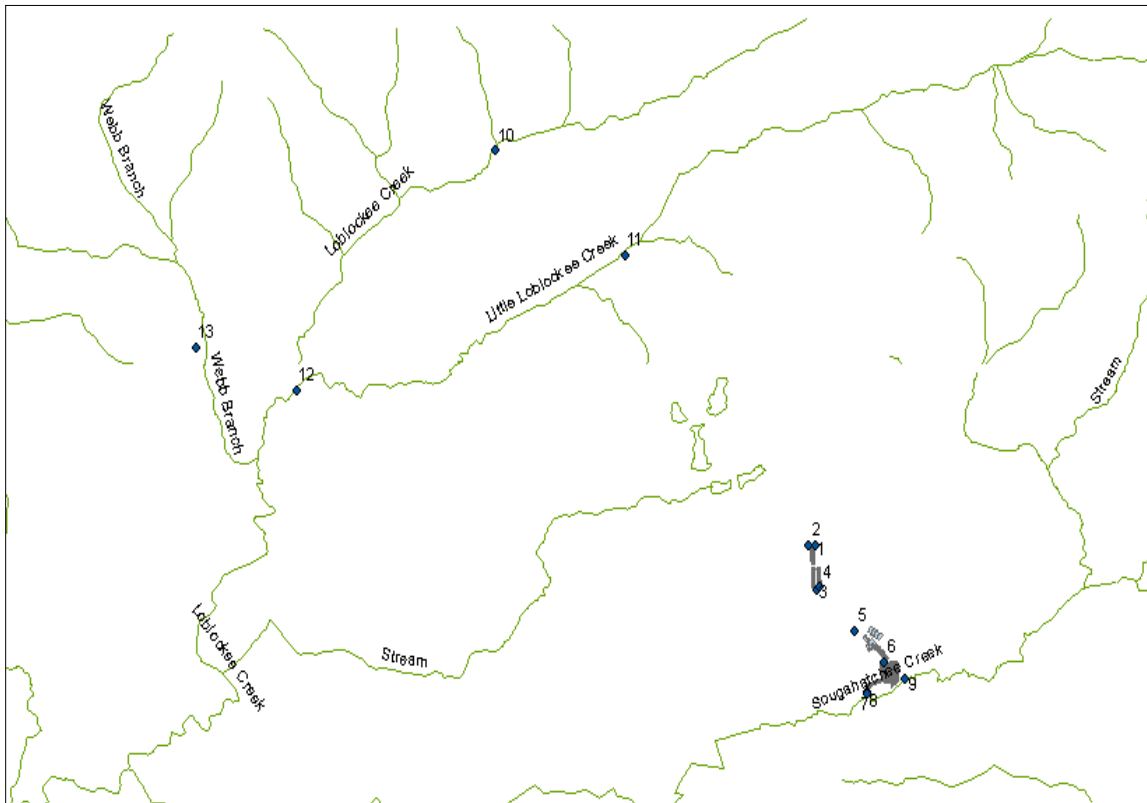 Webb Branch
10
Loblockee Creek
11
Little Loblockee Creek
13
12
Webb Branch
Stream
2
1
4
3
5
6
Sougahatchee Creek
9
78
Loblockee Creek
Stream